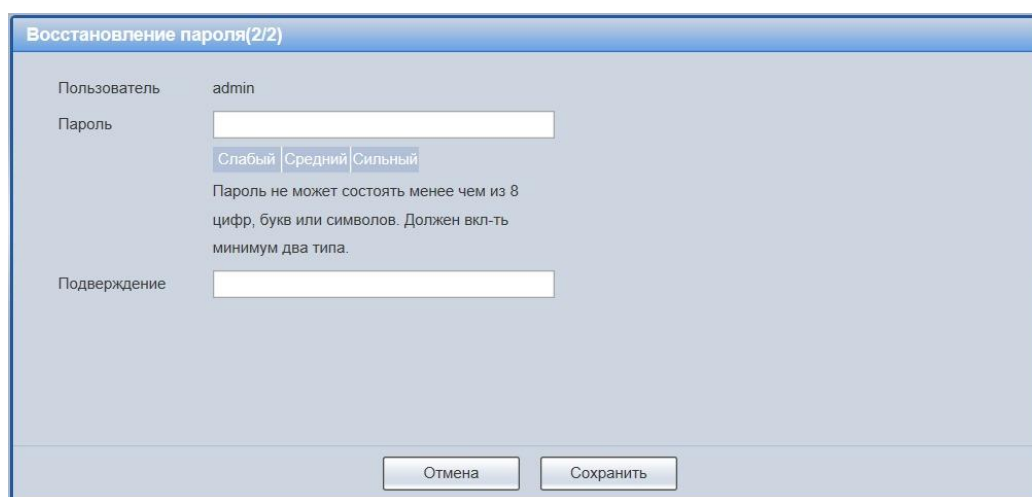 Восстановление пароля(2/2)
Пользователь admin
Пароль
Слабый Средний Сильный
Пароль не может состоять менее чем из 8
цифр, букв или символов. Должен вкл-ть
минимум два типа.
Подверждение
Отмена Сохранить